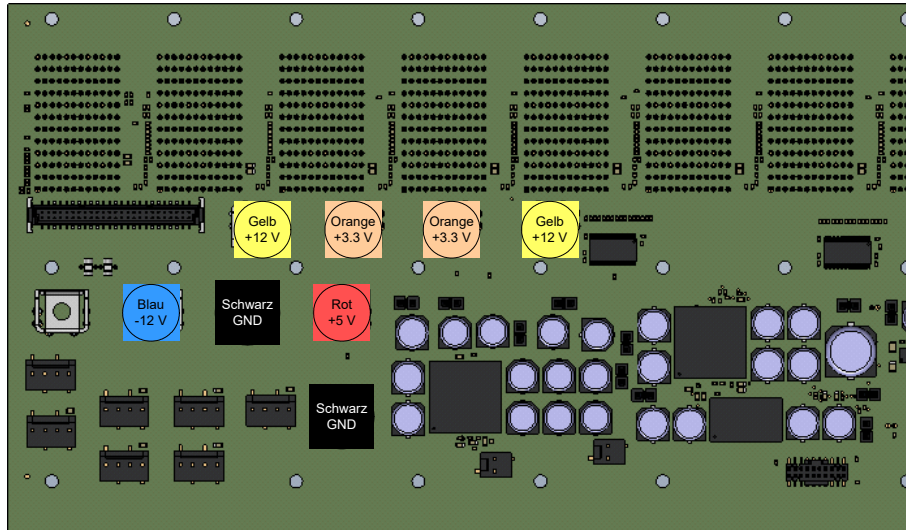 Gelb
+12 V
Orange
+3.3 V
Orange
+3.3 V
Gelb
+12 V
Blau
-12 V
Schwarz
GND
Rot
+5 V
Schwarz
GND